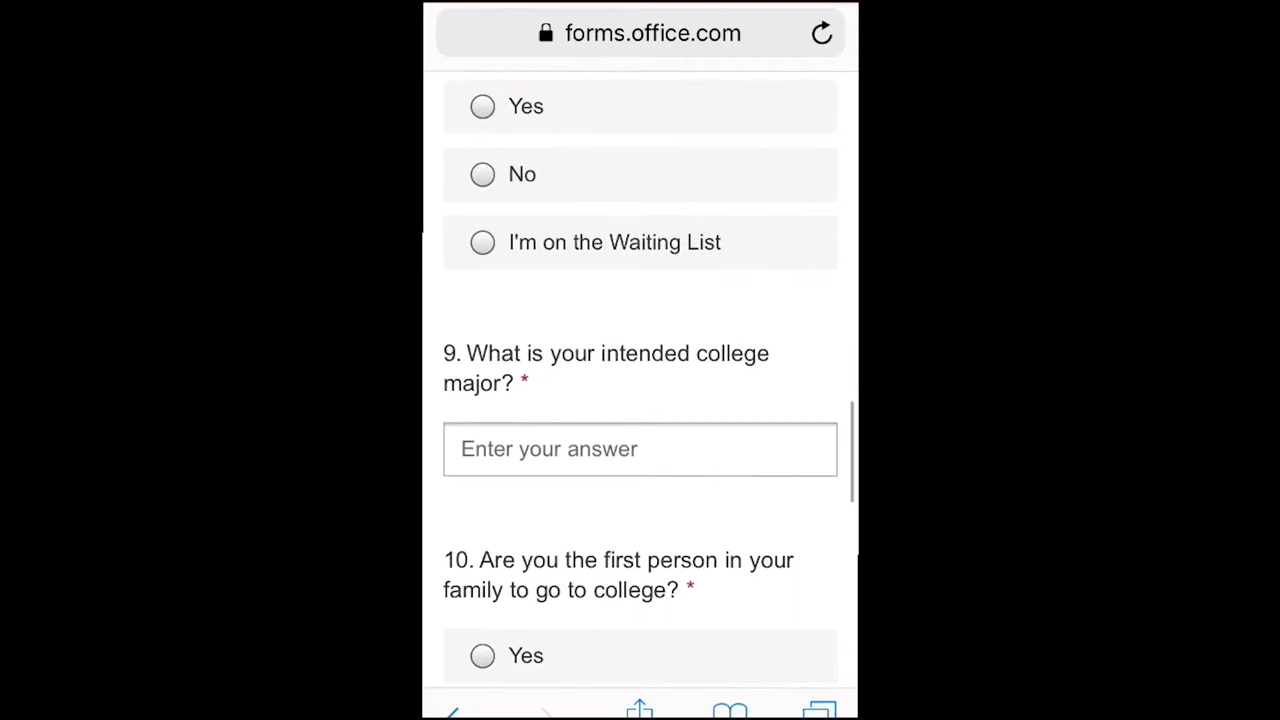 forms.office.com
Yes
No
I'm on the Waiting List
9. What is your intended college
major? *
Enter your answer
10. Are you the first person in your
family to go to college? *
Yes